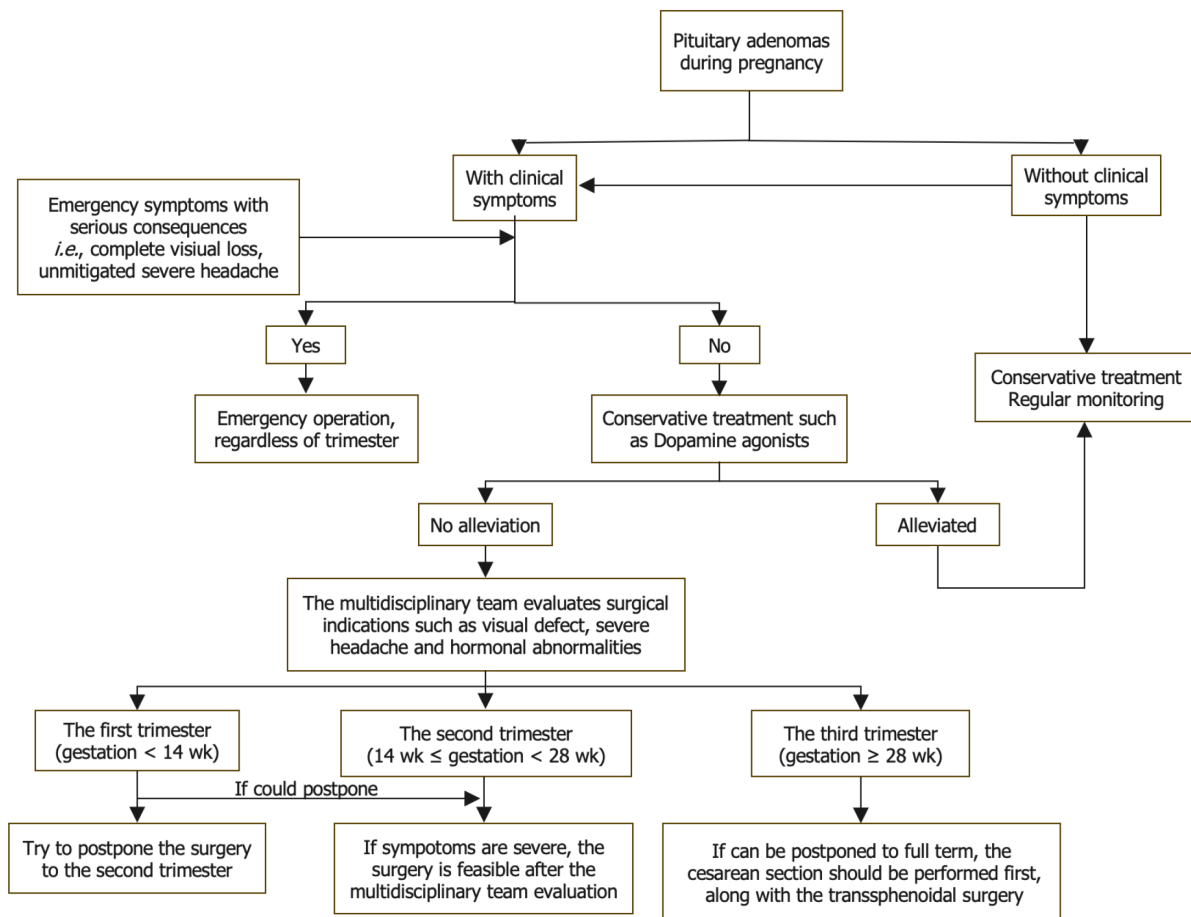 Pituitary adenomas
during pregnancy
With clinical
symptoms
Without clinical
symptoms
Emergency symptoms with
serious consequences
i.e., complete visiual loss,
unmitigated severe headache
Yes
No
Conservative treatment
Regular monitoring
Emergency operation,
regardless of trimester
Conservative treatment such
as Dopamine agonists
No alleviation
Alleviated
The multidisciplinary team evaluates surgical
indications such as visual defect, severe
headache and hormonal abnormalities
The first trimester
(gestation < 14 wk)
The second trimester
(14 wk ≤ gestation < 28 wk)
The third trimester
(gestation ≥ 28 wk)
If could postpone
Try to postpone the surgery
to the second trimester
If sympotoms are severe, the
surgery is feasible after the
multidisciplinary team evaluation
If can be postponed to full term, the
cesarean section should be performed first,
along with the transsphenoidal surgery